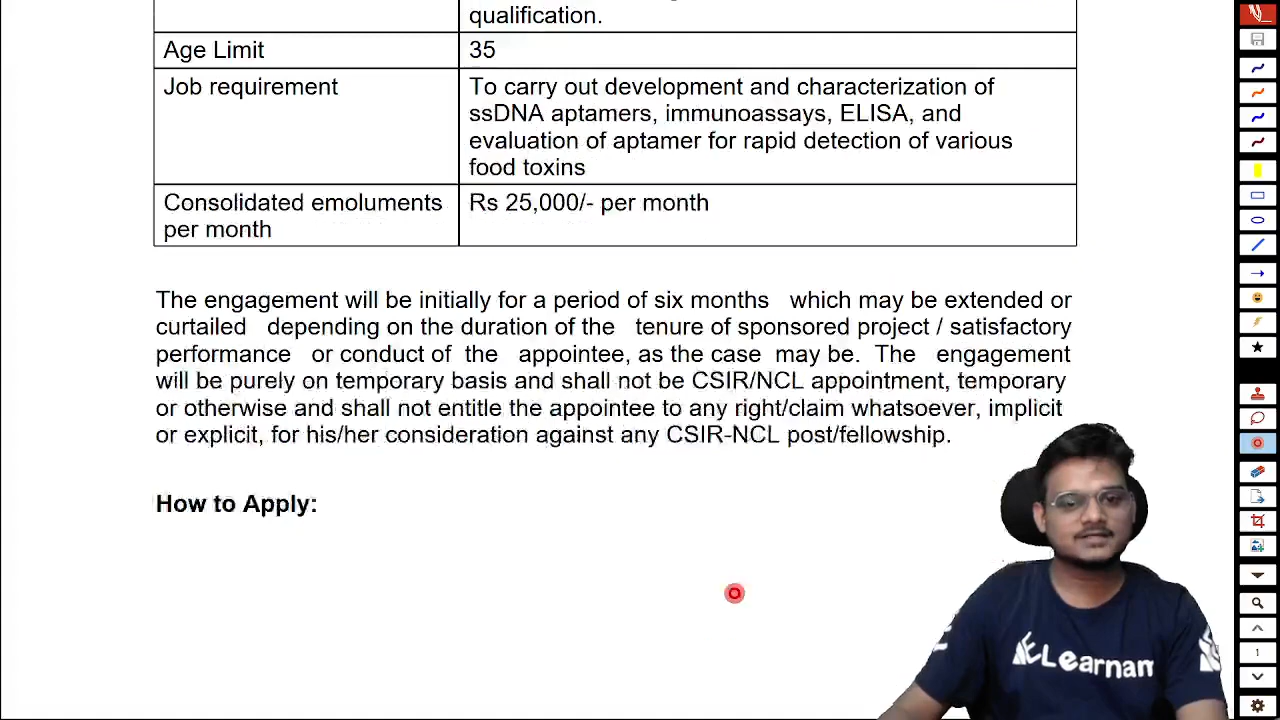 qualification.
Age Limit
35
Job requirement
To carry out development and characterization of
ssDNA aptamers, immunoassays, ELISA, and
evaluation of aptamer for rapid detection of various
food toxins
Consolidated emoluments
per month
Rs 25,000/- per month
The engagement will be initially for a period of six months which may be extended or
curtailed depending on the duration of the tenure of sponsored project / satisfactory
performance or conduct of the appointee, as the case may be. The engagement
will be purely on temporary basis and shall not be CSIR/NCL appointment, temporary
or otherwise and shall not entitle the appointee to any right/claim whatsoever, implicit
or explicit, for his/her consideration against any CSIR-NCL post/fellowship.
How to Apply:
Learnam
1